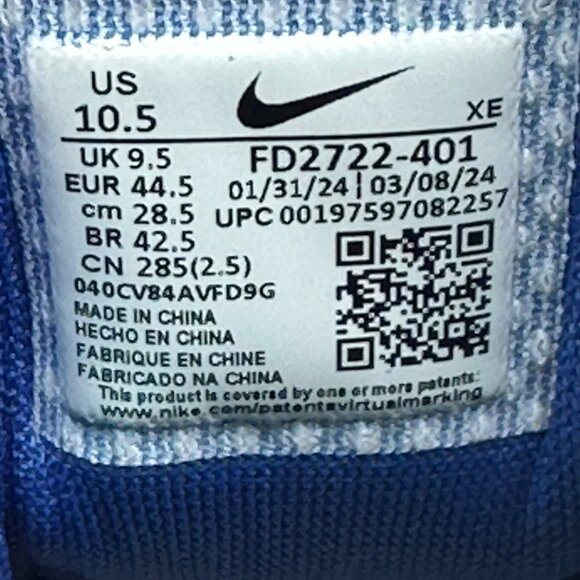 US
10.5
XE
UK 9.5
FD2722-401
EUR 44.5
01/31/24 | 03/08/24
cm 28.5
UPC 00197597082257
BR 42.5
CN 285(2.5)
040CV84AVFD9G
MADE IN CHINA
HECHO EN CHINA
FABRIQUE EN CHINE
FABRICADO NA CHINA
This product is covered by one or more patents:
www.nike.com/patentsvirtualmarking